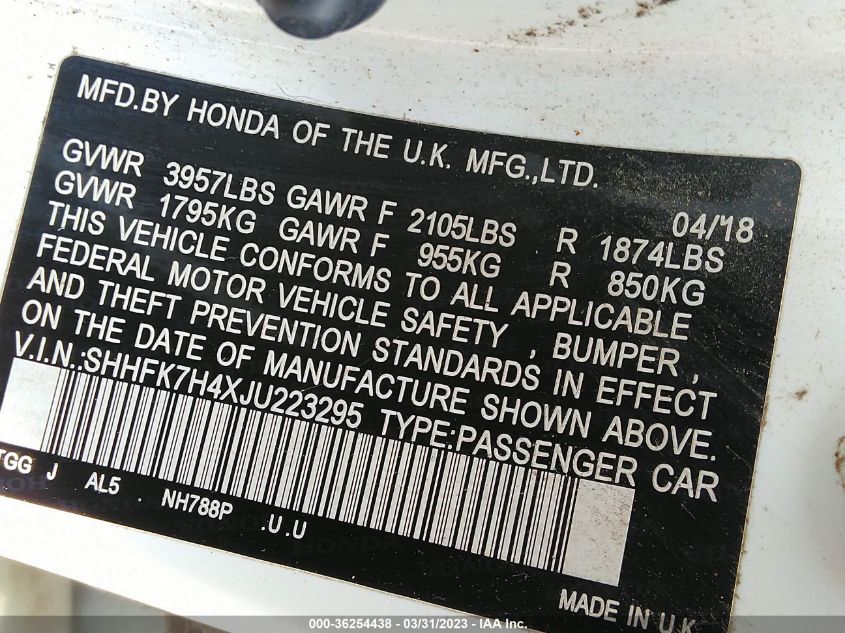 MFD.BY HONDA OF THE U.K. MFG.,LTD.
04/18
GVWR 3957LBS GAWR F 2105LBS R 1874LBS
GVWR 1795KG GAWR F 955KG R 850KG
THIS VEHICLE CONFORMS TO ALL APPLICABLE
FEDERAL MOTOR VEHICLE SAFETY , BUMPER ,
AND THEFT PREVENTION STANDARDS IN EFFECT
ON THE DATE OF MANUFACTURE SHOWN ABOVE.
V.I.N.:SHHFK7H4XJU223295 TYPE:PASSENGER CAR
TGG J AL5 NH788P .U.U
MADE IN U.K.
000-36254438 - 03/31/2023 - IAA Inc.